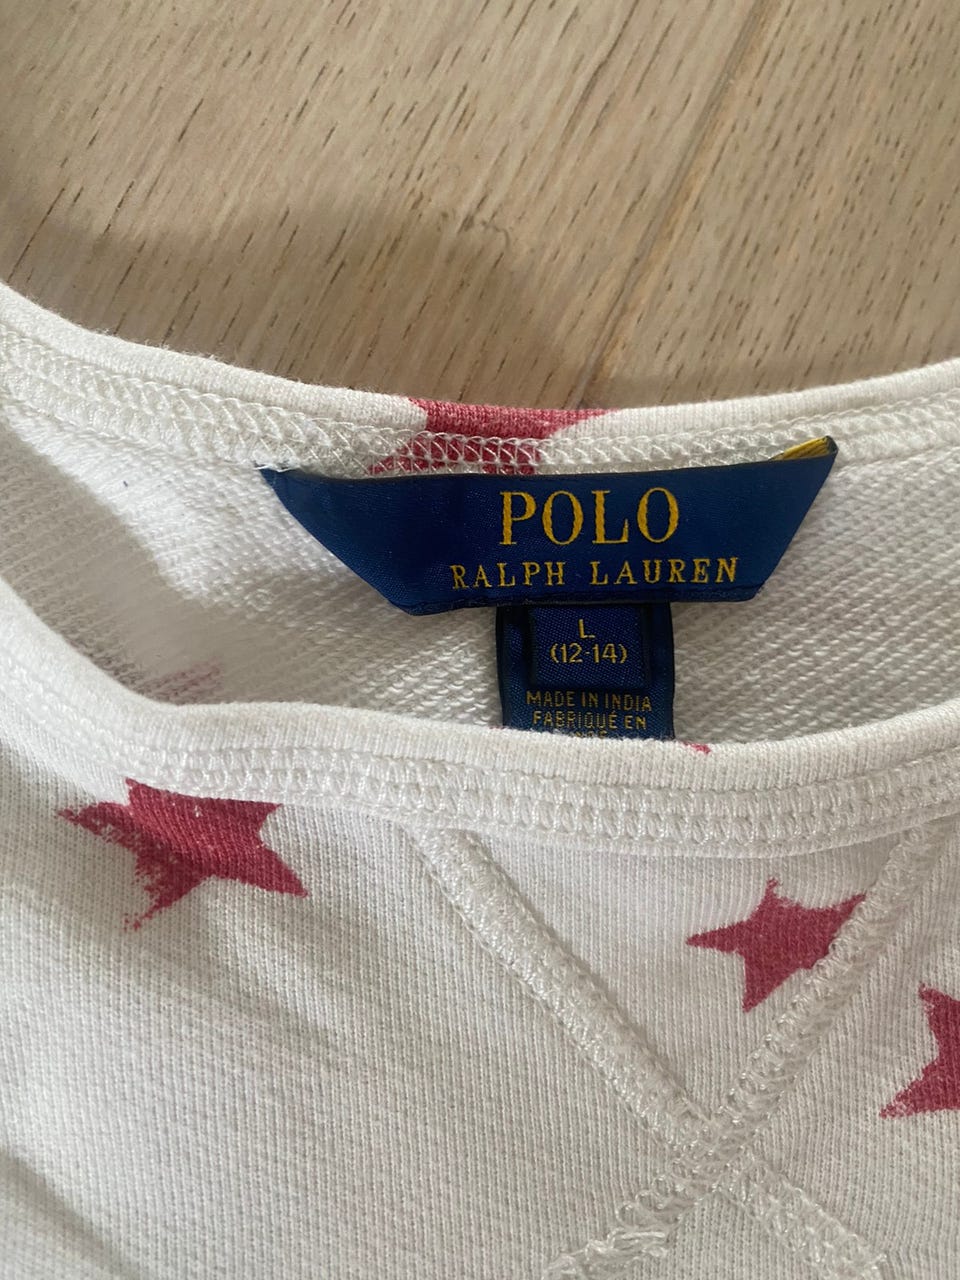 POLO
RALPH LAUREN
L
(12-14)
MADE IN INDIA
FABRIQUÉ EN